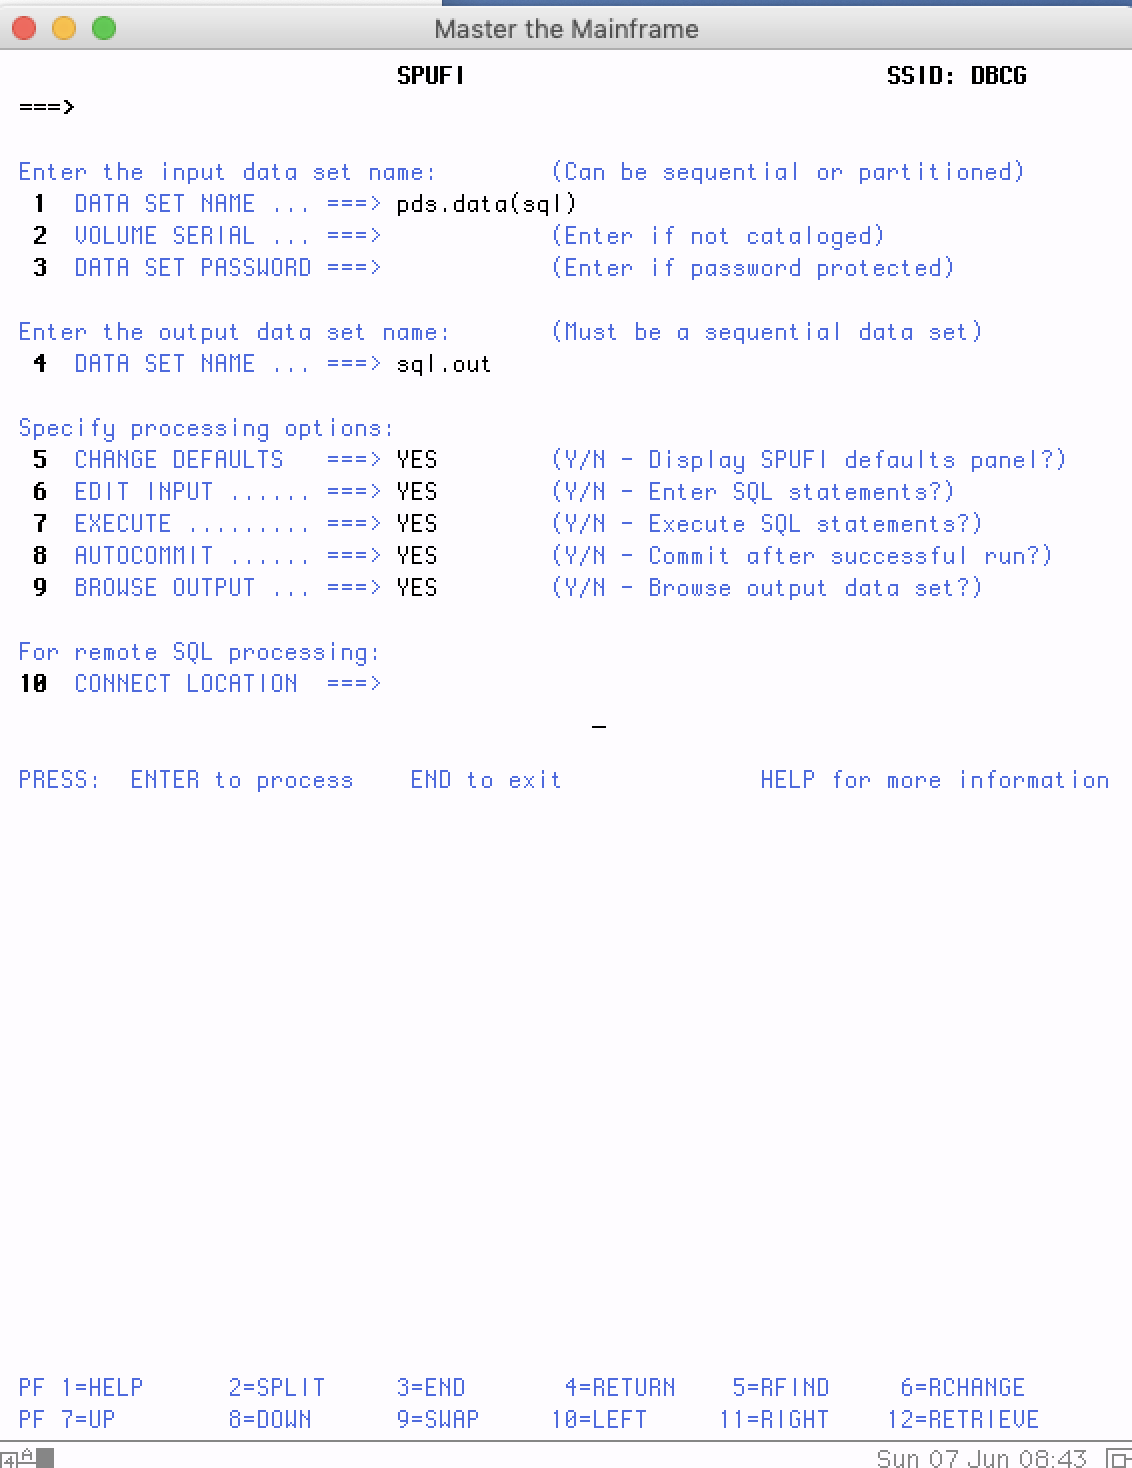 Master the Mainframe
SPUFI SSID: DBCG
===>
Enter the input data set name: (Can be sequential or partitioned)
1 DATA SET NAME ... ===> pds.data(sql)
2 VOLUME SERIAL ... ===> (Enter if not cataloged)
3 DATA SET PASSWORD ===> (Enter if password protected)
Enter the output data set name: (Must be a sequential data set)
4 DATA SET NAME ... ===> sql.out
Specify processing options:
5 CHANGE DEFAULTS ===> YES (Y/N - Display SPUFI defaults panel?)
6 EDIT INPUT ...... ===> YES (Y/N - Enter SQL statements?)
7 EXECUTE ......... ===> YES (Y/N - Execute SQL statements?)
8 AUTOCOMMIT ...... ===> YES (Y/N - Commit after successful run?)
9 BROWSE OUTPUT ... ===> YES (Y/N - Browse output data set?)
For remote SQL processing:
10 CONNECT LOCATION ===>
_
PRESS: ENTER to process END to exit HELP for more information
PF 1=HELP 2=SPLIT 3=END 4=RETURN 5=RFIND 6=RCHANGE
PF 7=UP 8=DOWN 9=SWAP 10=LEFT 11=RIGHT 12=RETRIEVE
4A Sun 07 Jun 08:43